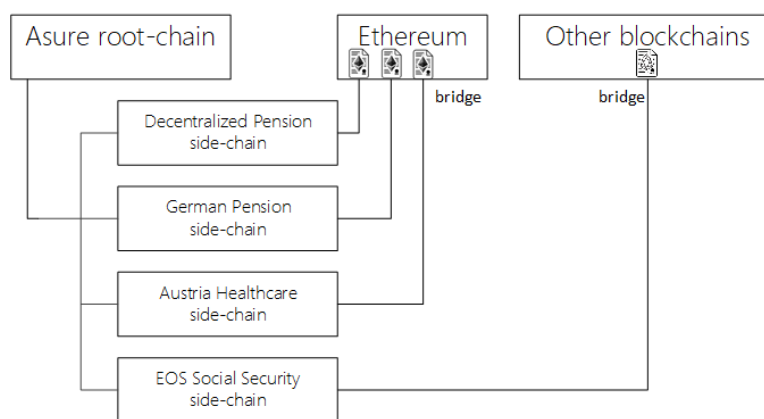 Asure root-chain
Ethereum
Other blockchains
bridge
bridge
Decentralized Pension
side-chain
German Pension
side-chain
Austria Healthcare
side-chain
EOS Social Security
side-chain